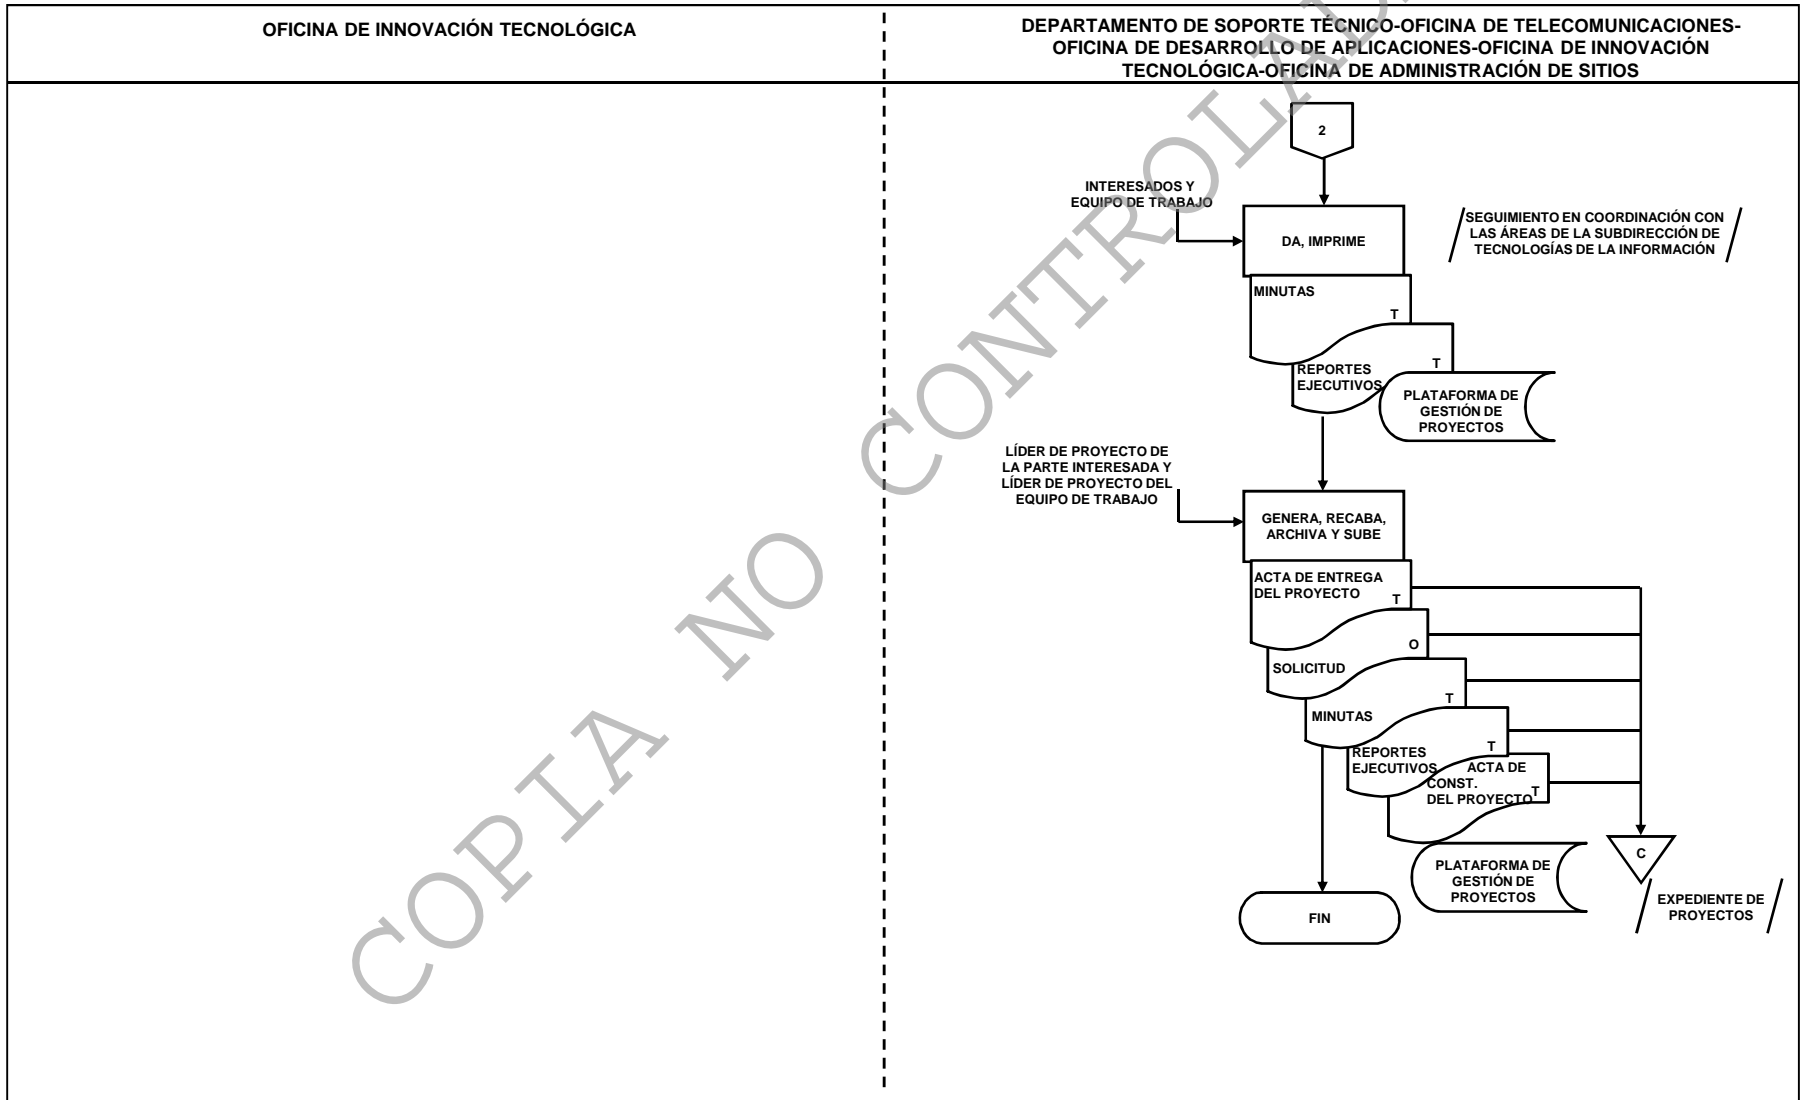 OFICINA DE INNOVACIÓN TECNOLÓGICA
DEPARTAMENTO DE SOPORTE TÉCNICO-OFICINA DE TELECOMUNICACIONES-
OFICINA DE DESARROLLO DE APLICACIONES-OFICINA DE INNOVACIÓN
TECNOLÓGICA-OFICINA DE ADMINISTRACIÓN DE SITIOS
2
INTERESADOS Y
EQUIPO DE TRABAJO
DA, IMPRIME
SEGUIMIENTO EN COORDINACIÓN CON
LAS ÁREAS DE LA SUBDIRECCIÓN DE
TECNOLOGÍAS DE LA INFORMACIÓN
MINUTAS
T
REPORTES
EJECUTIVOS
T
PLATAFORMA DE
GESTIÓN DE
PROYECTOS
LÍDER DE PROYECTO DE
LA PARTE INTERESADA Y
LÍDER DE PROYECTO DEL
EQUIPO DE TRABAJO
GENERA, RECABA,
ARCHIVA Y SUBE
ACTA DE ENTREGA
DEL PROYECTO
T
O
SOLICITUD
T
MINUTAS
T
REPORTES
EJECUTIVOS
ACTA DE
CONST.
DEL PROYECTO
T
PLATAFORMA DE
GESTIÓN DE
PROYECTOS
C
EXPEDIENTE DE
PROYECTOS
FIN
COPIA NO CONTROLAD